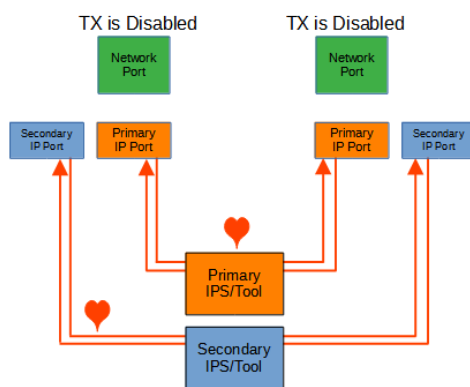 TX is Disabled
TX is Disabled
Network
Port
Network
Port
Secondary
IP Port
Primary
IP Port
Primary
IP Port
Secondary
IP Port
Primary
IPS/Tool
Secondary
IPS/Tool